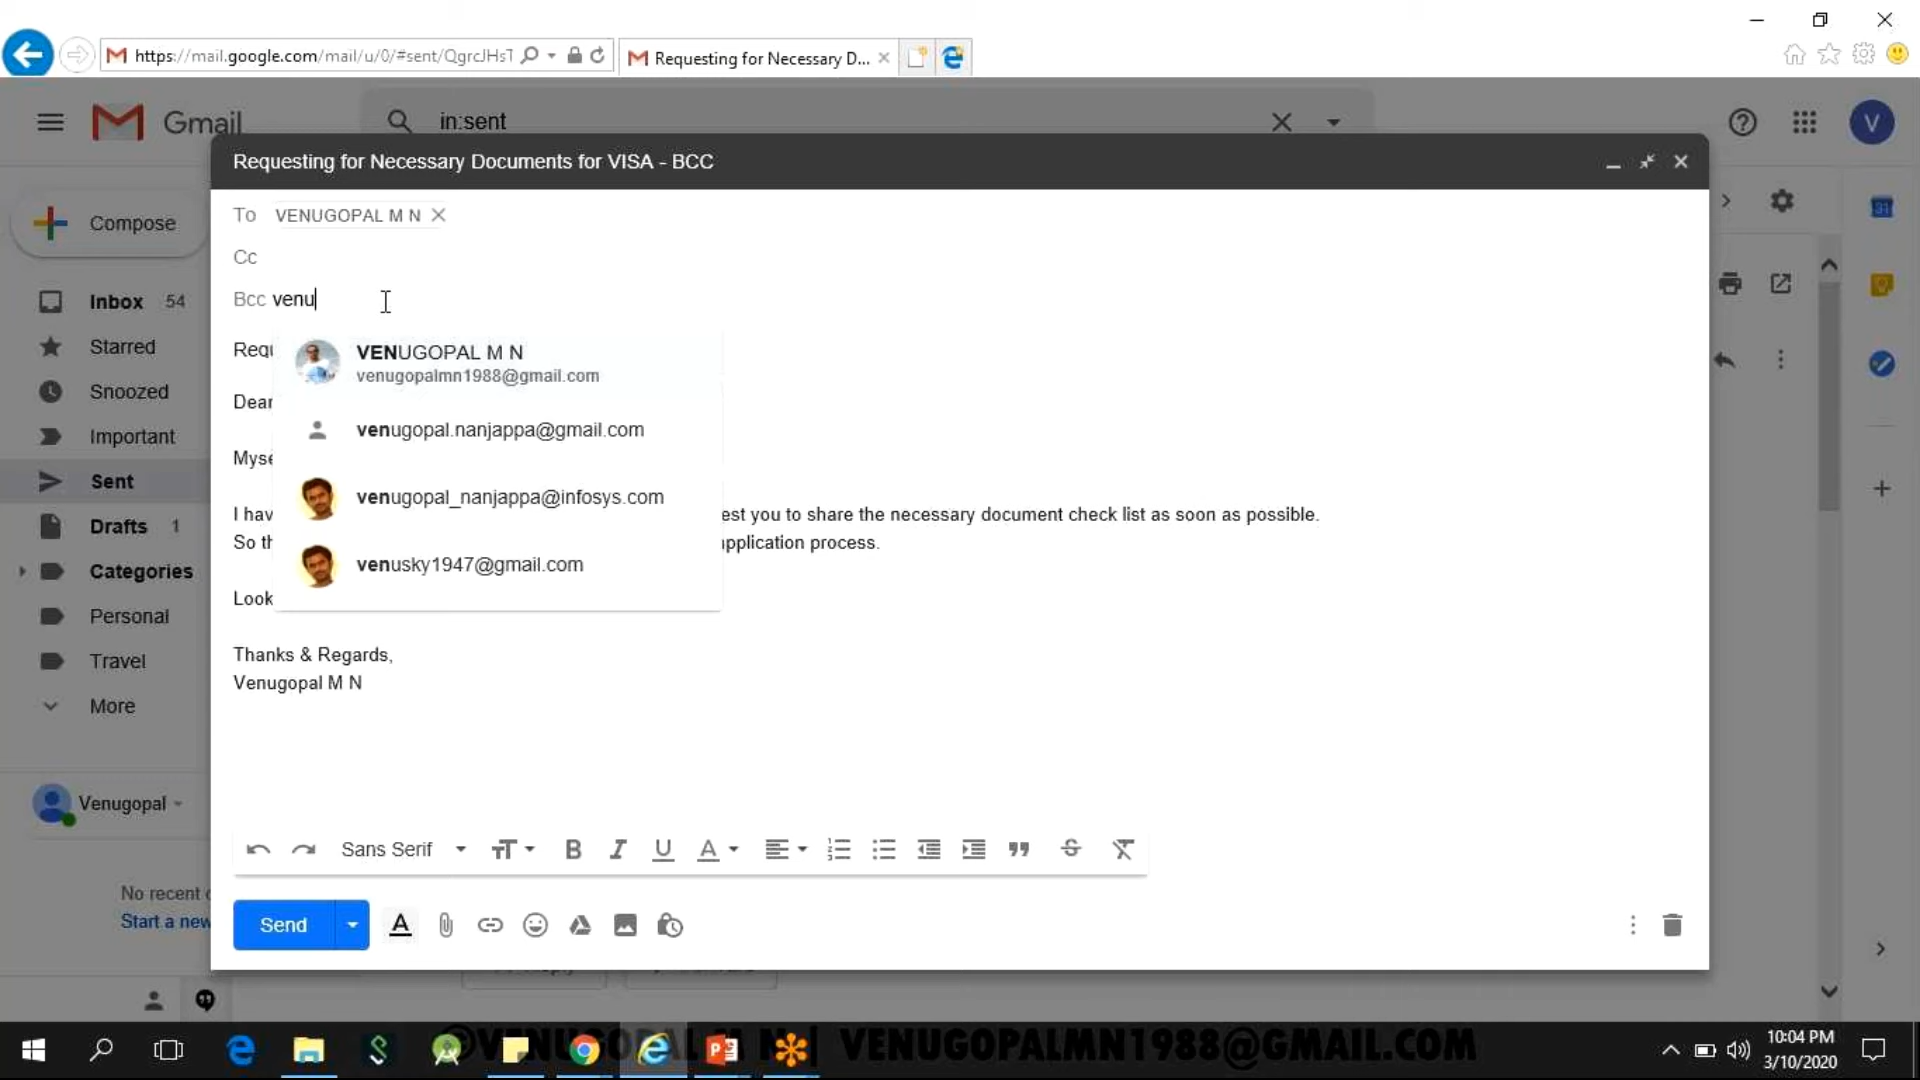 https://mail.google.com/mail/u/0/#sent/QgrcJHsT
Requesting for Necessary D...
Gmail
in:sent
V
Compose
Inbox 54
Starred
Snoozed
Important
Sent
Drafts 1
Categories
Personal
Travel
More
Venugopal
No recent
Start a new
Requesting for Necessary Documents for VISA - BCC
To VENUGOPAL M N
Cc
Bcc venu
VENUGOPAL M N
venugopalmn1988@gmail.com
venugopal.nanjappa@gmail.com
venugopal_nanjappa@infosys.com
venusky1947@gmail.com
Requ
Dear
Myse
I hav est you to share the necessary document check list as soon as possible.
So th pplication process.
Look
Thanks & Regards,
Venugopal M N
31
Sans Serif
Send
©VENUGOPAL M N | VENUGOPALMN1988@GMAIL.COM
10:04 PM
3/10/2020